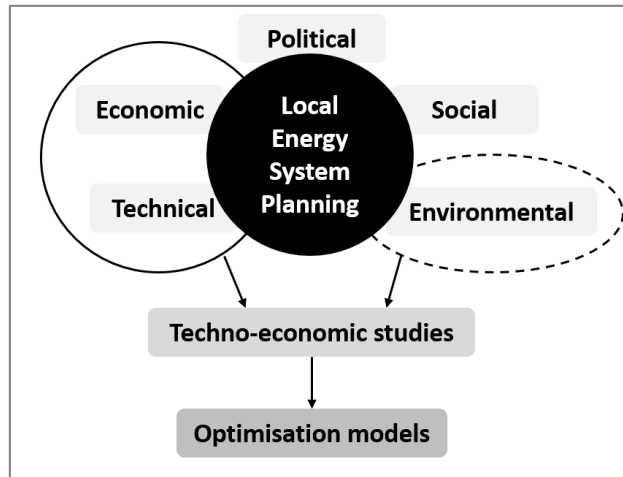 Political
Economic
Local
Energy
System
Planning
Social
Technical
Environmental
Techno-economic studies
Optimisation models